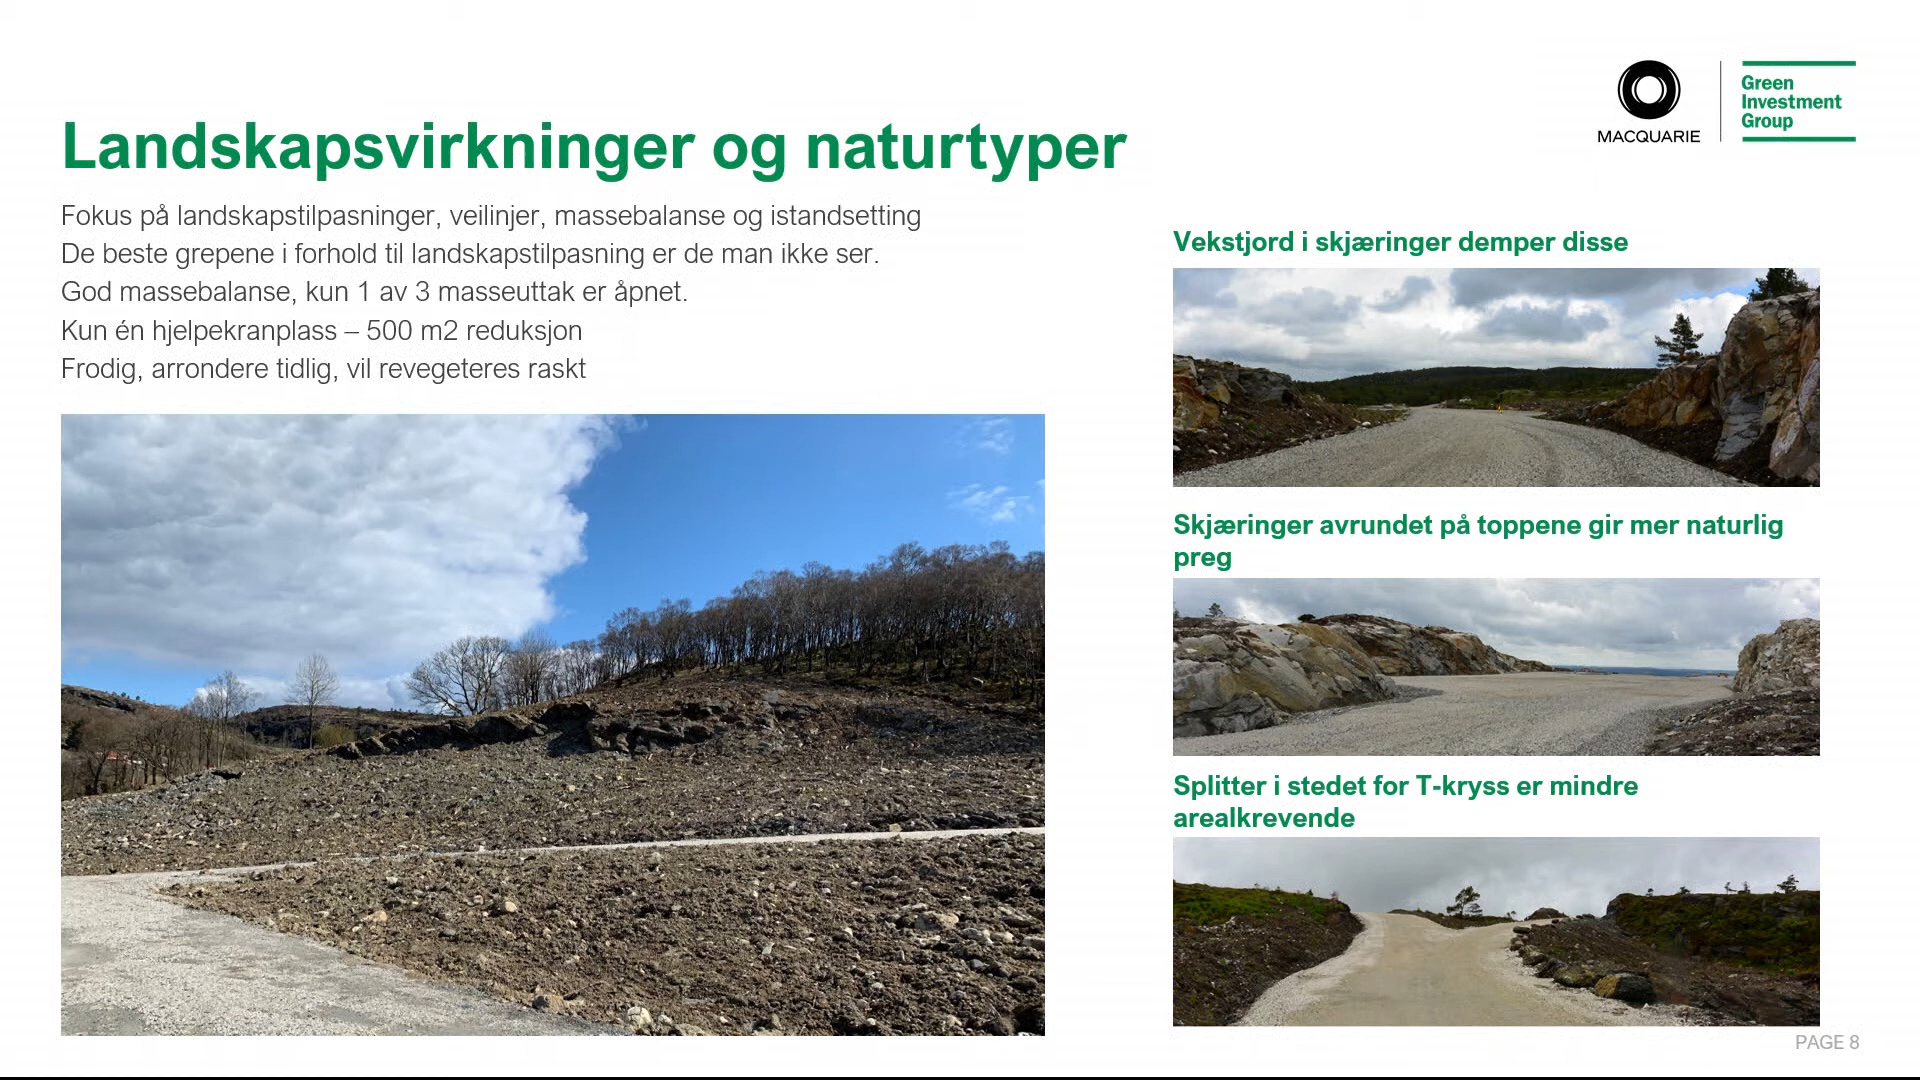 MACQUARIE
Green
Investment
Group
Landskapsvirkninger og naturtyper
Fokus på landskapstilpasninger, veilinjer, massebalanse og istandsetting
De beste grepene i forhold til landskapstilpasning er de man ikke ser.
God massebalanse, kun 1 av 3 masseuttak er åpnet.
Kun én hjelpekranplass – 500 m2 reduksjon
Frodig, arrondere tidlig, vil revegeteres raskt
Vekstjord i skjæringer demper disse
Skjæringer avrundet på toppene gir mer naturlig
preg
Splitter i stedet for T-kryss er mindre
arealkrevende
PAGE 8